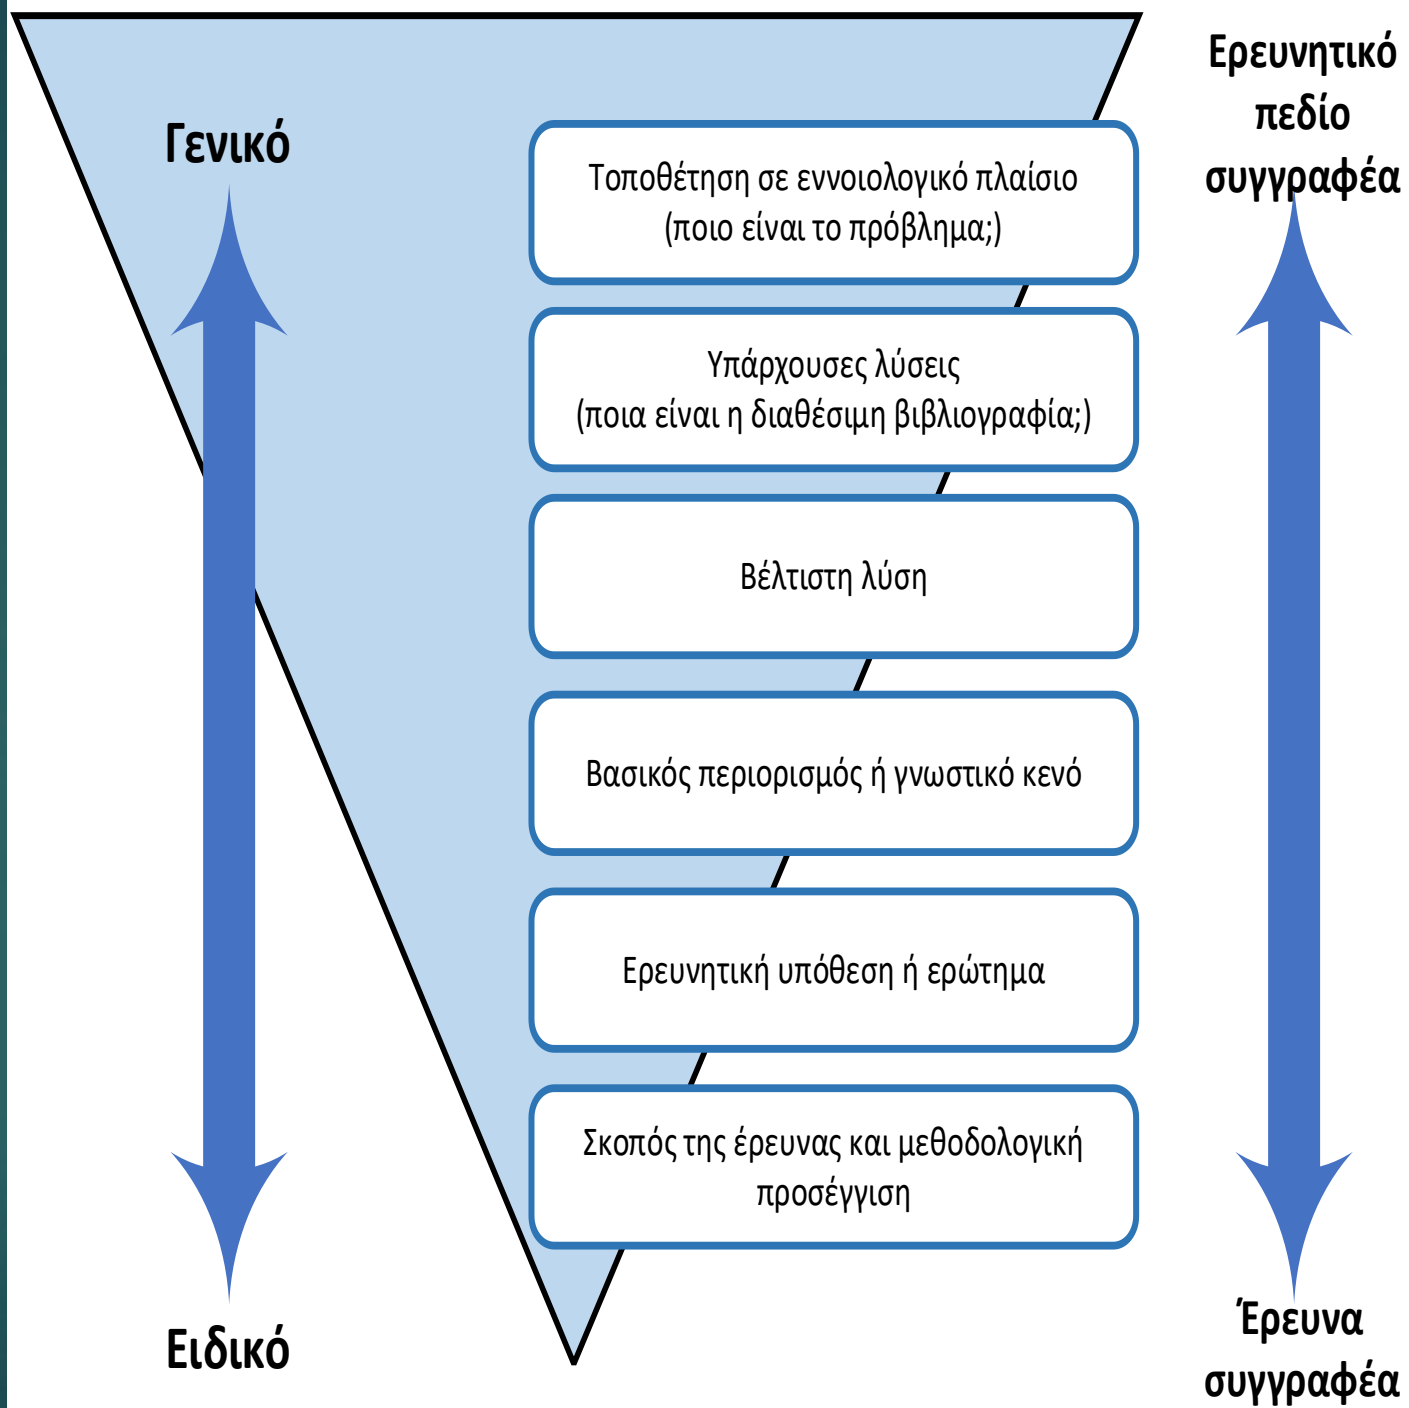 Γενικό
Τοποθέτηση σε εννοιολογικό πλαίσιο
(ποιο είναι το πρόβλημα;)
Υπάρχουσες λύσεις
(ποια είναι η διαθέσιμη βιβλιογραφία;)
Βέλτιστη λύση
Βασικός περιορισμός ή γνωστικό κενό
Ερευνητική υπόθεση ή ερώτημα
Σκοπός της έρευνας και μεθοδολογική
προσέγγιση
Ειδικό
Ερευνητικό
πεδίο
συγγραφέα
Έρευνα
συγγραφέα